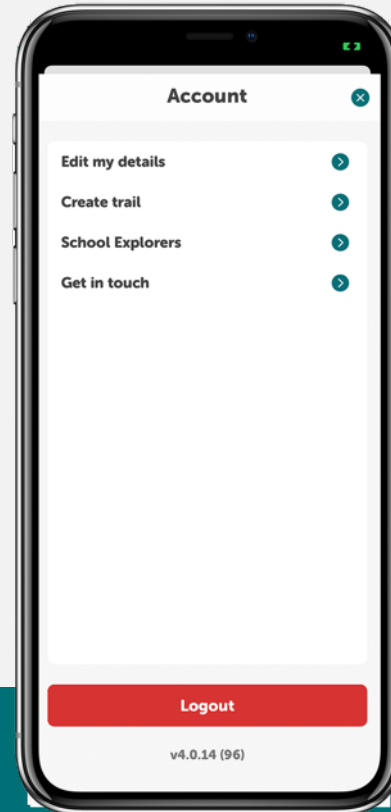 Account
Edit my details
Create trail
School Explorers
Get in touch
Logout
v4.0.14 (96)